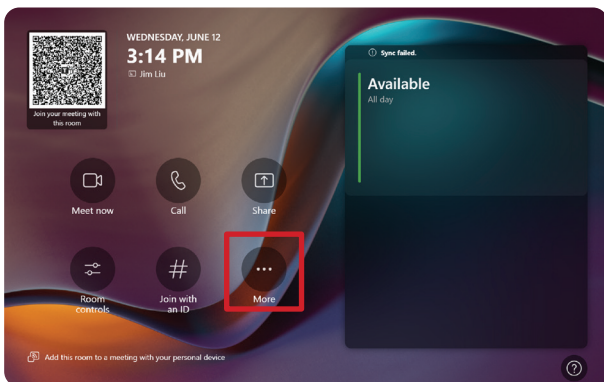 WEDNESDAY, JUNE 12
3:14 PM
Jim Liu
Join your meeting with
this room
Sync failed.
Available
All day
Meet now
Call
Share
Room
controls
Join with
an ID
More
Add this room to a meeting with your personal device